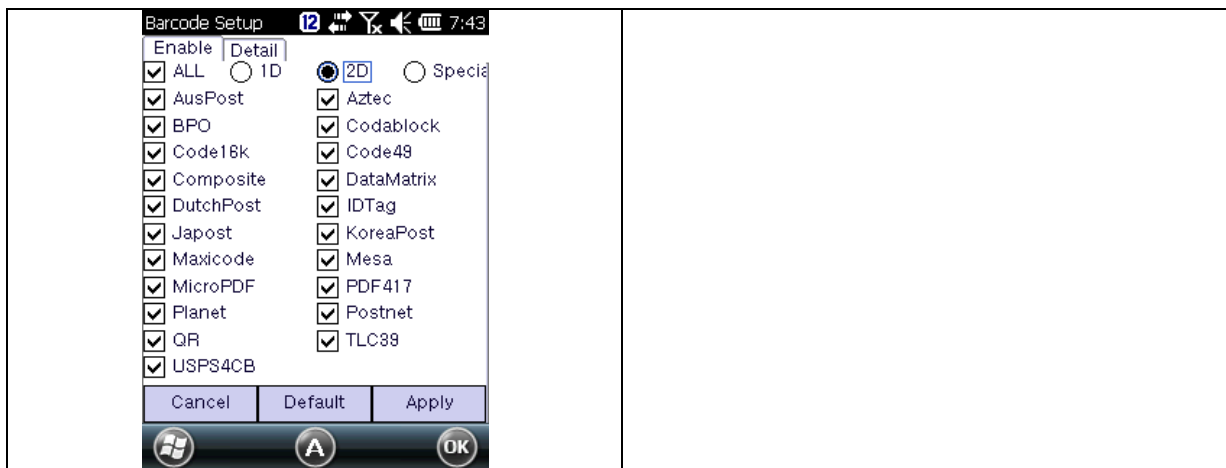 Barcode Setup 12 7:43
Enable Detail
ALL 1D 2D Specia
AusPost Aztec
BPO Codablock
Code16k Code49
Composite DataMatrix
DutchPost IDTag
Japost KoreaPost
Maxicode Mesa
MicroPDF PDF417
Planet Postnet
QR TLC39
USPS4CB
Cancel Default Apply
A OK